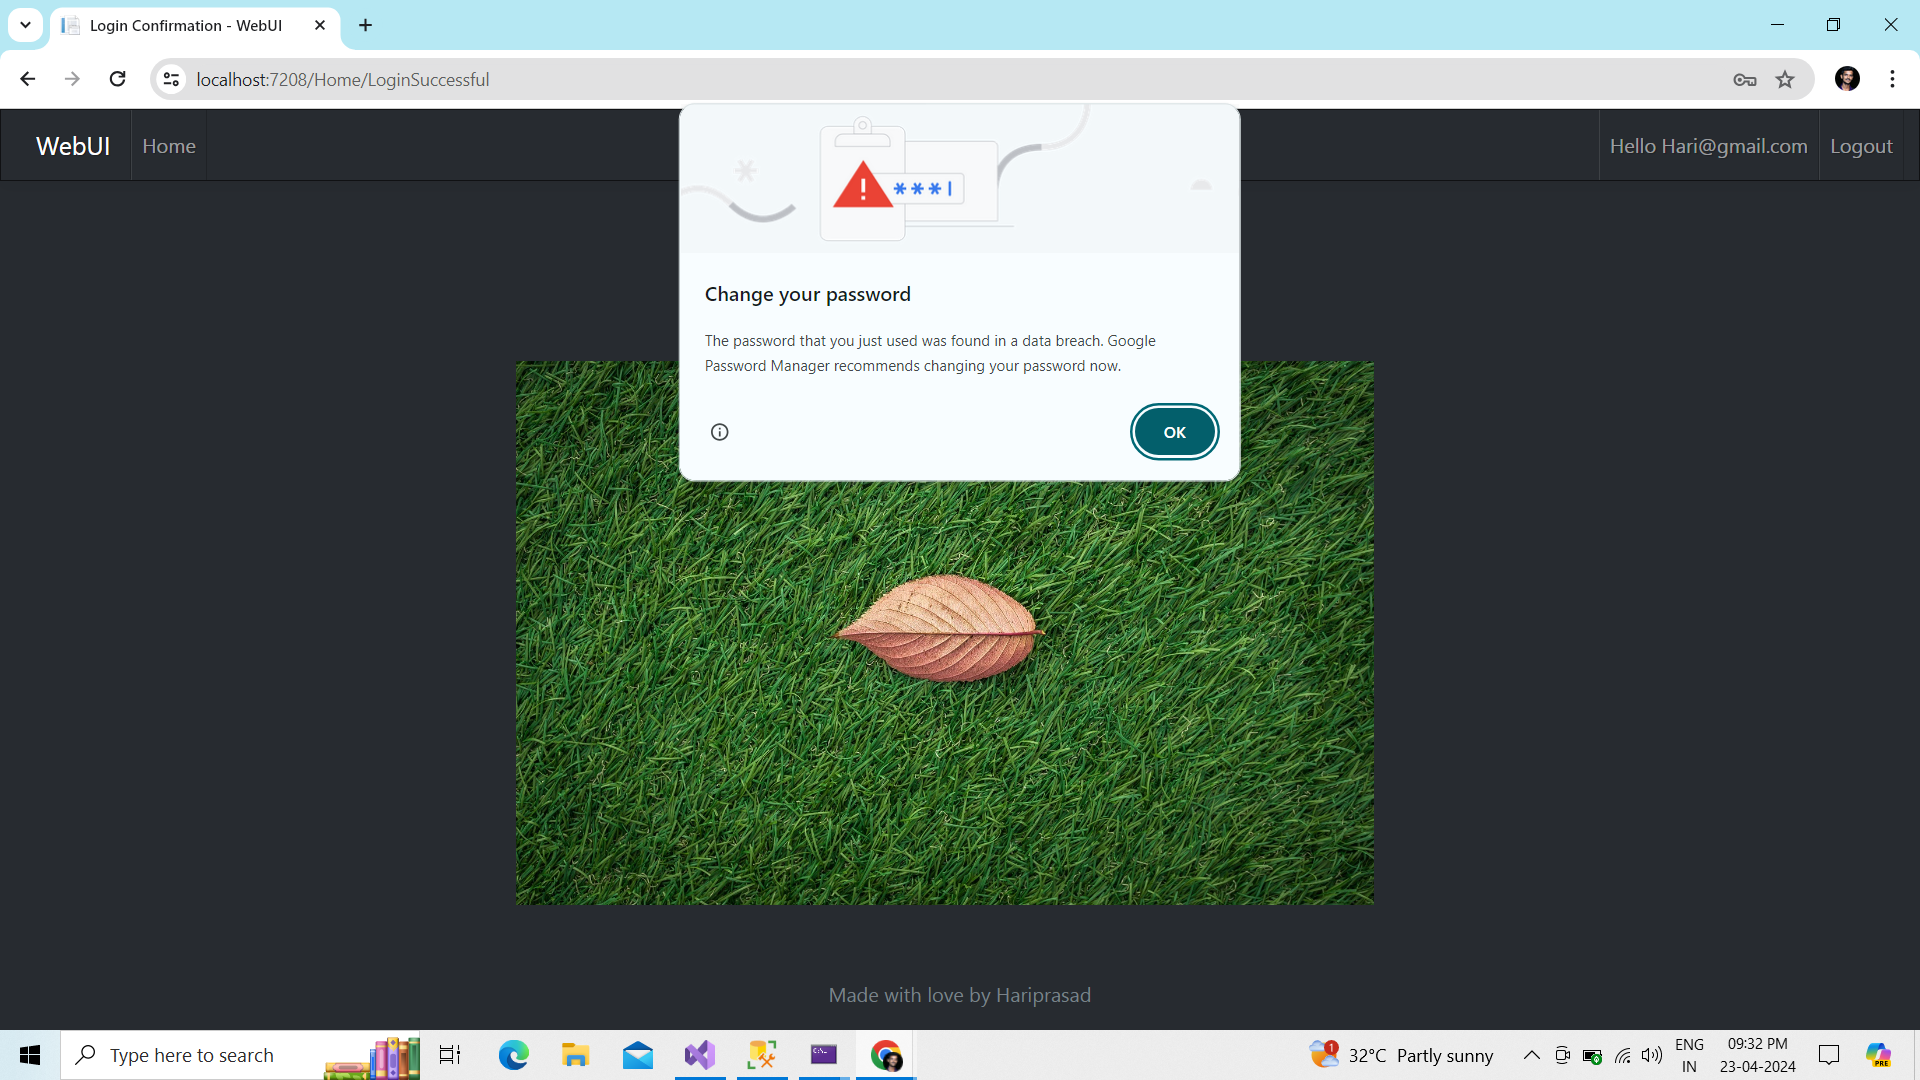 Login Confirmation - WebUI
localhost:7208/Home/LoginSuccessful
WebUI
Home
Hello Hari@gmail.com
Logout
***|
Change your password
The password that you just used was found in a data breach. Google
Password Manager recommends changing your password now.
OK
Made with love by Hariprasad
Type here to search
1
32°C Partly sunny
ENG
IN
09:32 PM
23-04-2024
PRE